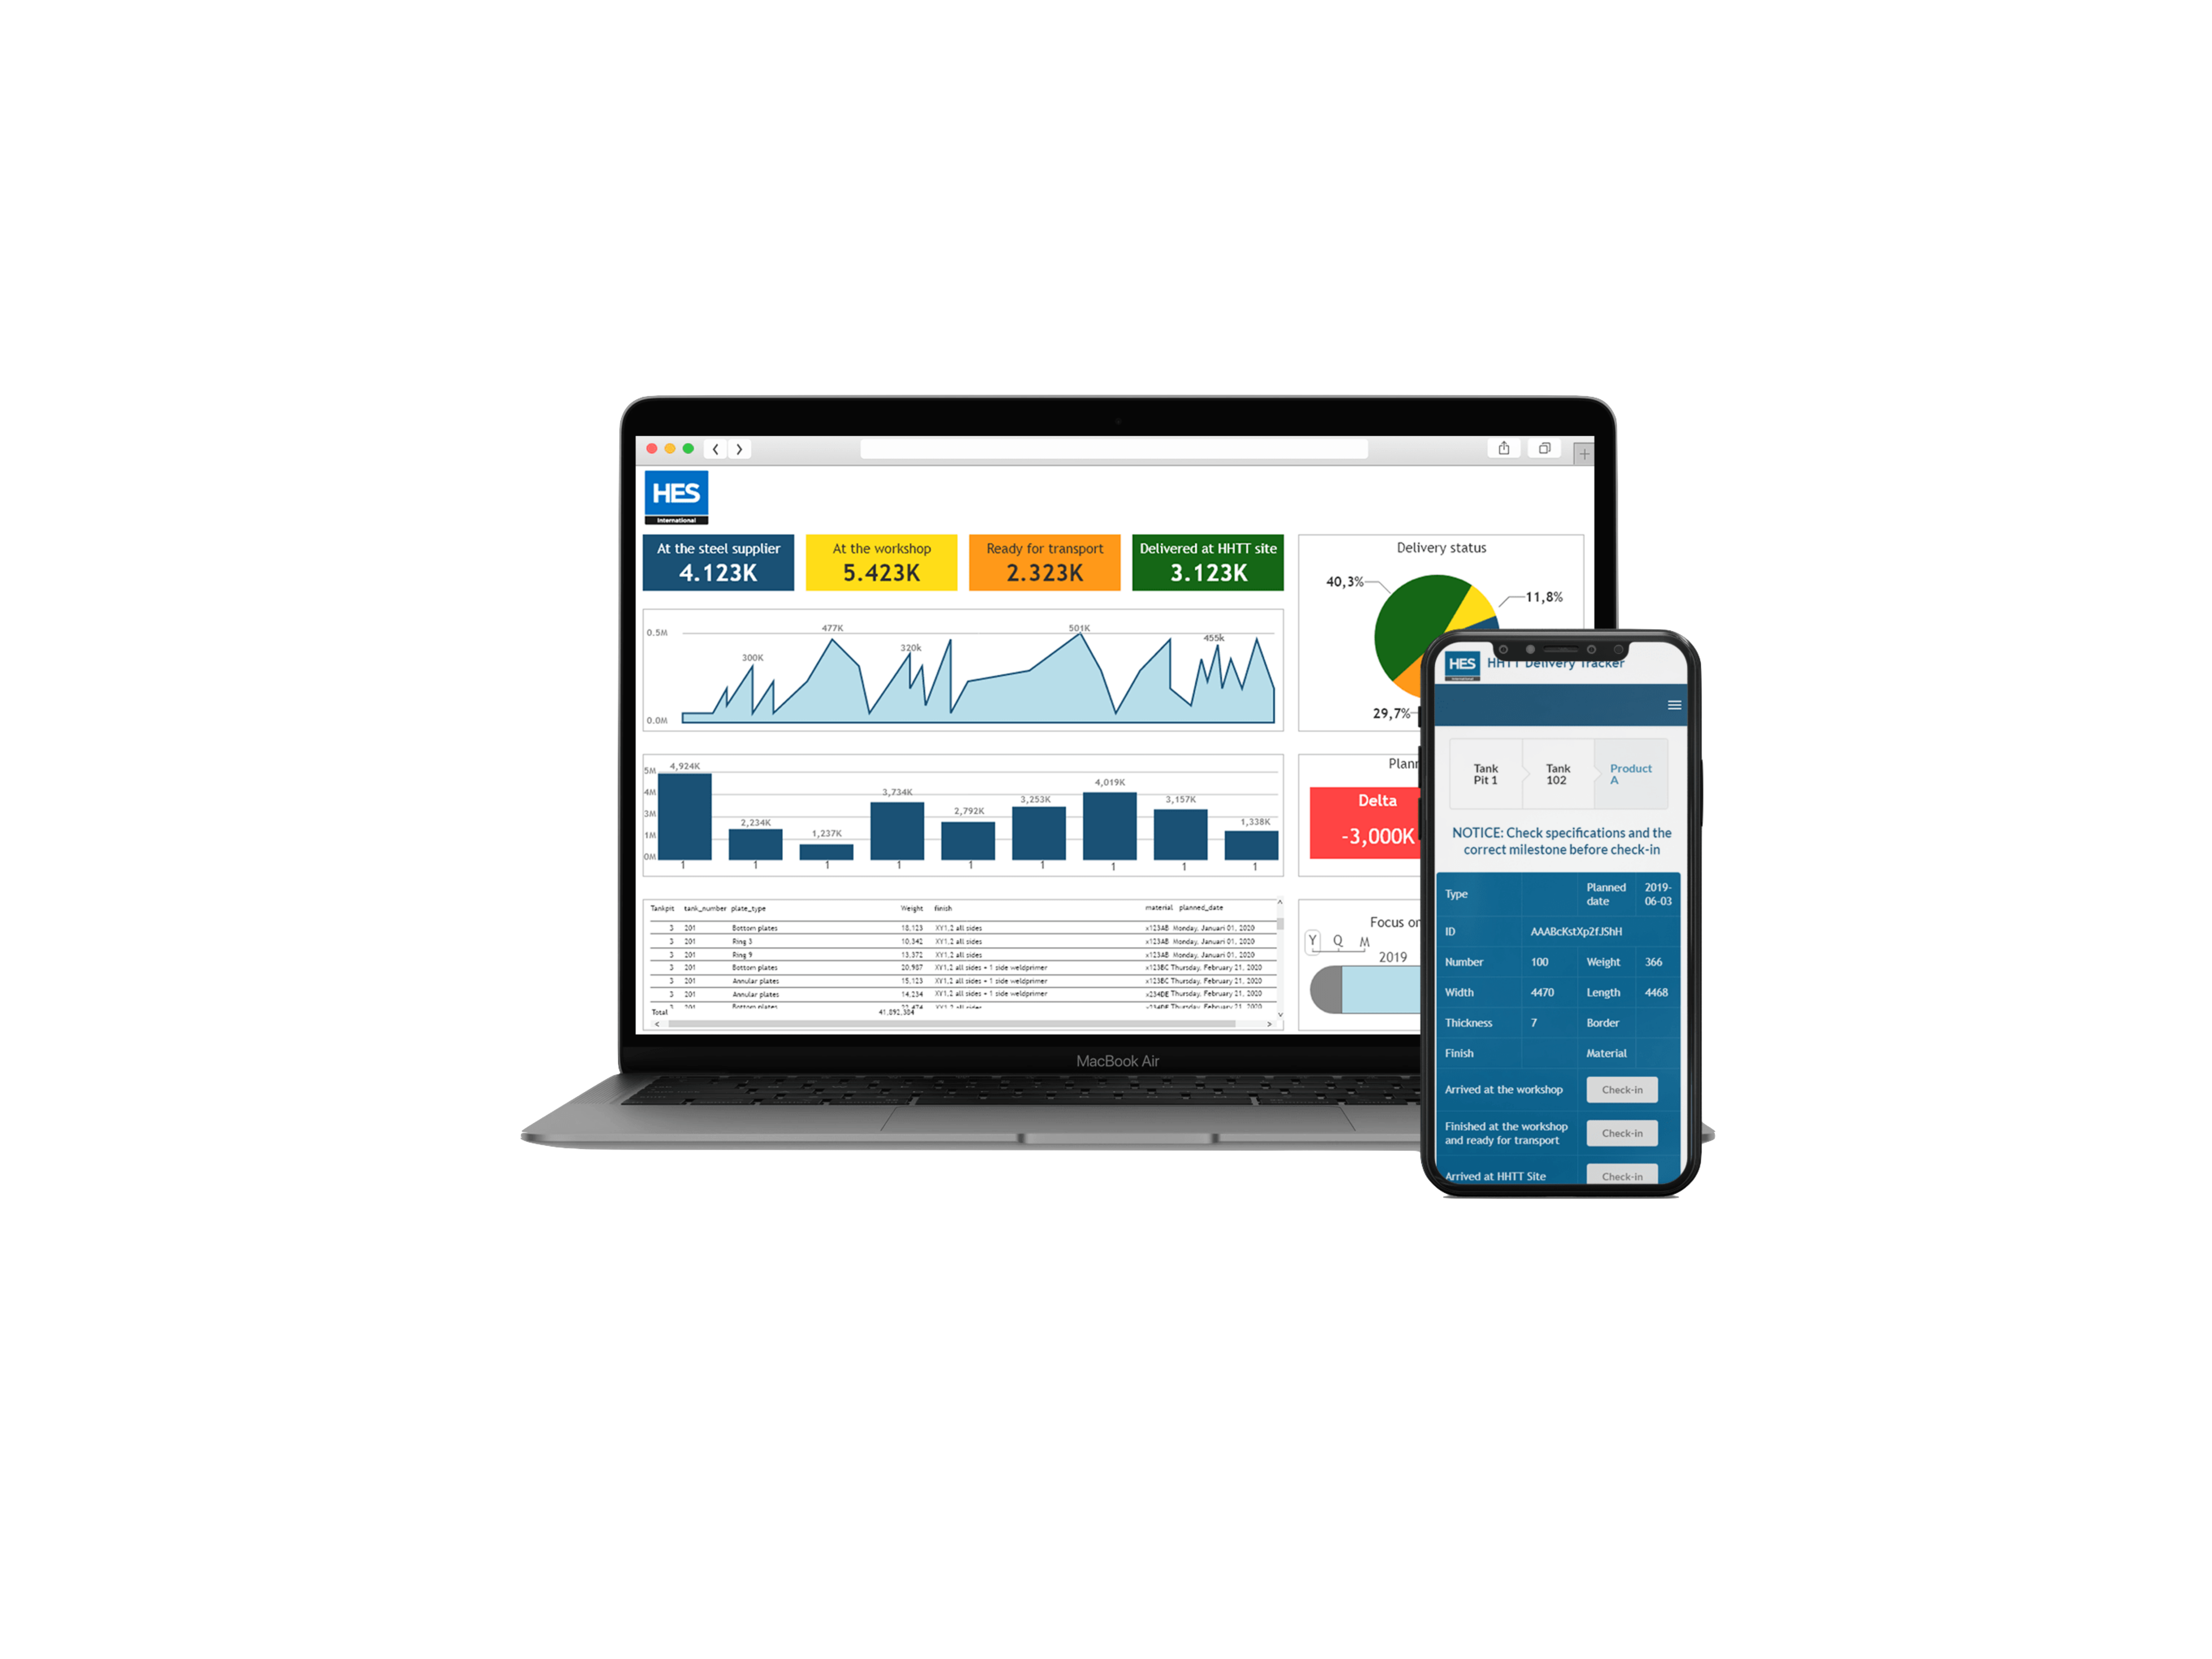 HES
International
At the steel supplier
4.123K
At the workshop
5.423K
Ready for transport
2.323K
Delivered at HHTT site
3.123K
Delivery status
40,3%
11,8%
29,7%
0.5M
0.0M
300K
477K
320k
501K
455k
5M
4M
3M
1M
0M
4,924K
2,234K
1,237K
3,734K
2,792K
3,253K
4,019K
3,157K
1,338K
1 1 1 1 1 1 1 1 1
Delta
-3,000K
Focus
Y Q M
2019
Tankpit tank_number plate_type Weight finish material planned_date
3 201 Bottom plates 18,123 XY1,2 all sides x123AB Monday, Januari 01, 2020
3 201 Ring 3 10,342 XY1,2 all sides x123AB Monday, Januari 01, 2020
3 201 Ring 9 13,372 XY1,2 all sides x123AB Monday, Januari 01, 2020
3 201 Bottom plates 20,987 XY1,2 all sides + 1 side weldprimer x123BC Thursday, February 21, 2020
3 201 Annular plates 15,123 XY1,2 all sides + 1 side weldprimer x123BC Thursday, February 21, 2020
3 201 Annular plates 14,234 XY1,2 all sides + 1 side weldprimer x234DE Thursday, February 21, 2020
Total 41,892,384
MacBook Air
HES
HHTT Delivery Tracker
Tank
Pit 1
Tank
102
Product
A
NOTICE: Check specifications and the
correct milestone before check-in
Type Planned date 2019-06-03
ID AAABcKstXp2fJShH
Number 100 Weight 366
Width 4470 Length 4468
Thickness 7 Border
Finish Material
Arrived at the workshop Check-in
Finished at the workshop
and ready for transport Check-in
Arrived at HHTT Site Check-in